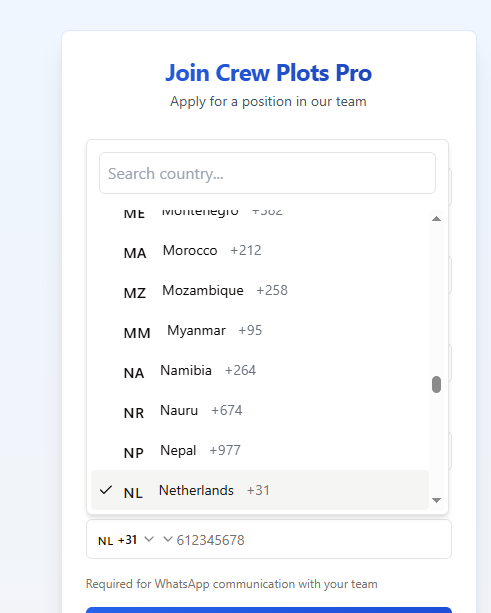 Join Crew Plots Pro
Apply for a position in our team
Search country...
ME Montenegro +382
MA Morocco +212
MZ Mozambique +258
MM Myanmar +95
NA Namibia +264
NR Nauru +674
NP Nepal +977
NL Netherlands +31
NL +31 612345678
Required for WhatsApp communication with your team